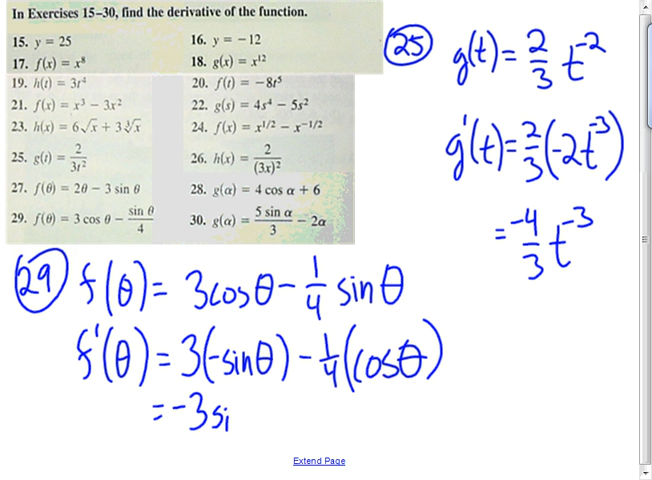 In Exercises 15–30, find the derivative of the function.
15. y = 25
16. y = −12
17. f(x) = x⁸
18. g(x) = x¹²
19. h(t) = 3t⁴
20. f(t) = −8t⁵
21. f(x) = x³ − 3x²
22. g(s) = 4s⁴ − 5s²
23. h(x) = 6√x + 3∛x
24. f(x) = x^(1/2) − x^(−1/2)
25. g(t) = 2/(3t²)
26. h(x) = 2/(3x)²
27. f(θ) = 2θ − 3 sin θ
28. g(α) = 4 cos α + 6
29. f(θ) = 3 cos θ − (sin θ)/4
30. g(α) = (5 sin α)/3 − 2α
25 g(t) = 2/3 t⁻²
g'(t) = 2/3 (−2t⁻³)
= −4/3 t⁻³
29 f(θ) = 3cosθ − 1/4 sinθ
f'(θ) = 3(−sinθ) − 1/4(cosθ)
= −3si
Extend Page